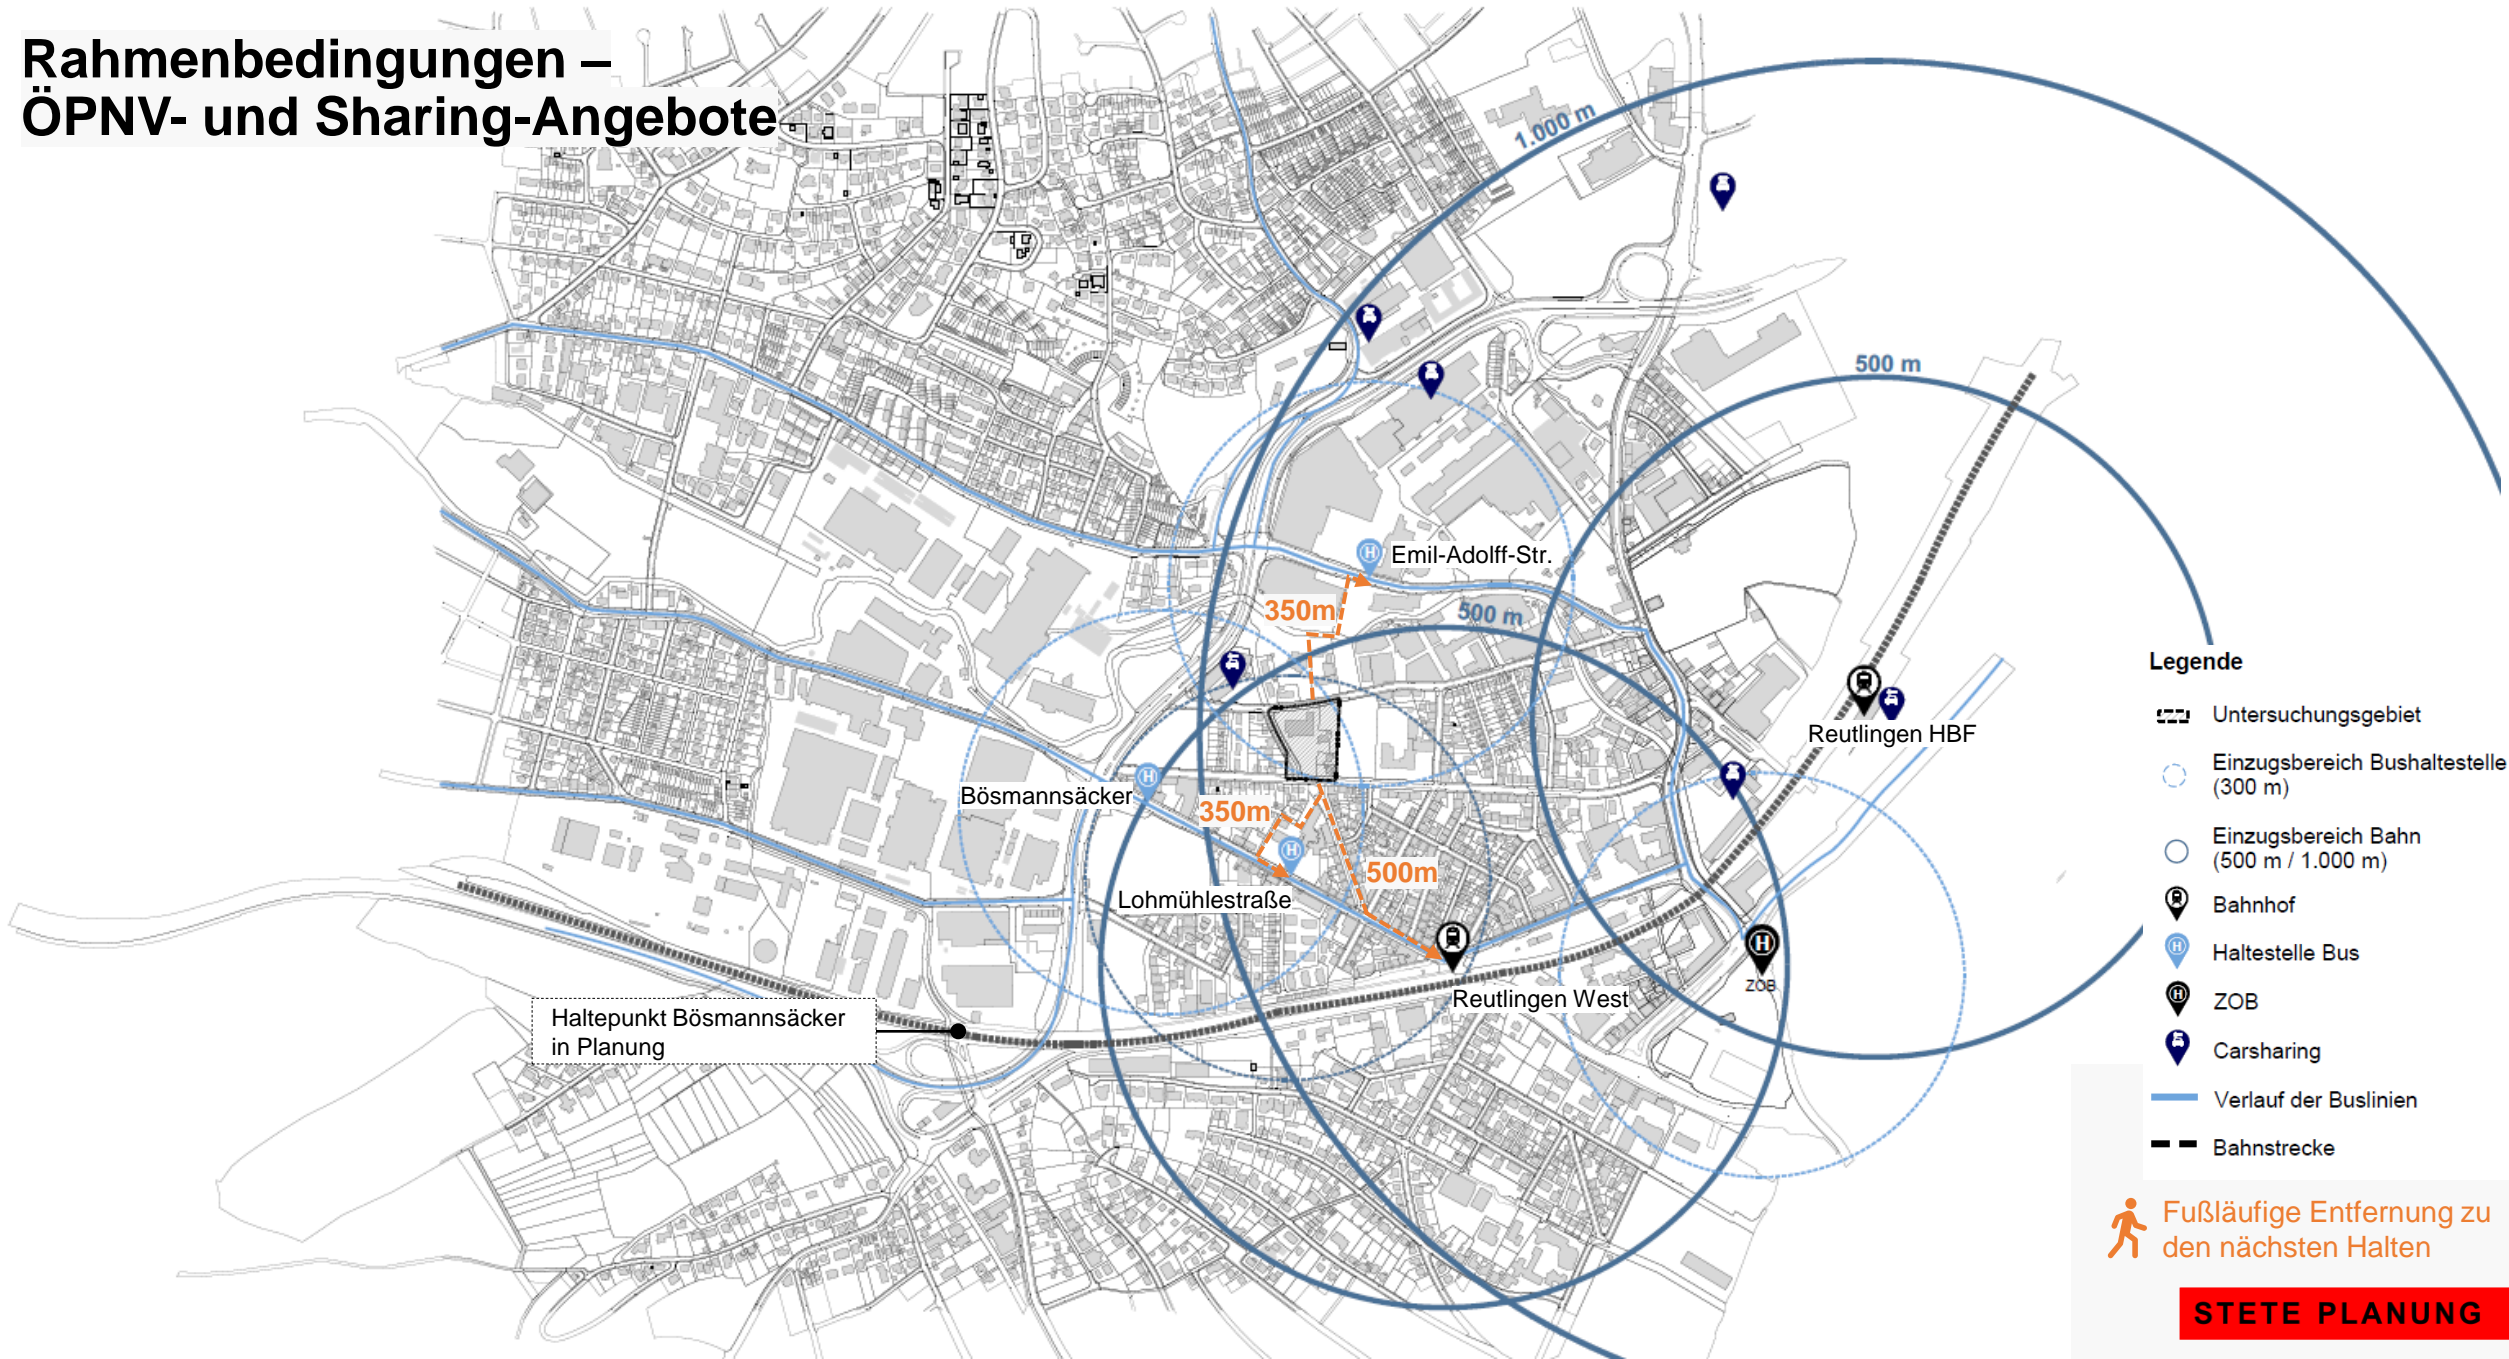 Rahmenbedingungen –
ÖPNV- und Sharing-Angebote
1.000 m
500 m
Emil-Adolff-Str.
350m
500 m
Reutlingen HBF
Bösmannsäcker
350m
500m
Lohmühlestraße
Reutlingen West
ZOB
Haltepunkt Bösmannsäcker
in Planung
Legende
Untersuchungsgebiet
Einzugsbereich Bushaltestelle
(300 m)
Einzugsbereich Bahn
(500 m / 1.000 m)
Bahnhof
Haltestelle Bus
ZOB
Carsharing
Verlauf der Buslinien
Bahnstrecke
Fußläufige Entfernung zu
den nächsten Halten
STETE PLANUNG